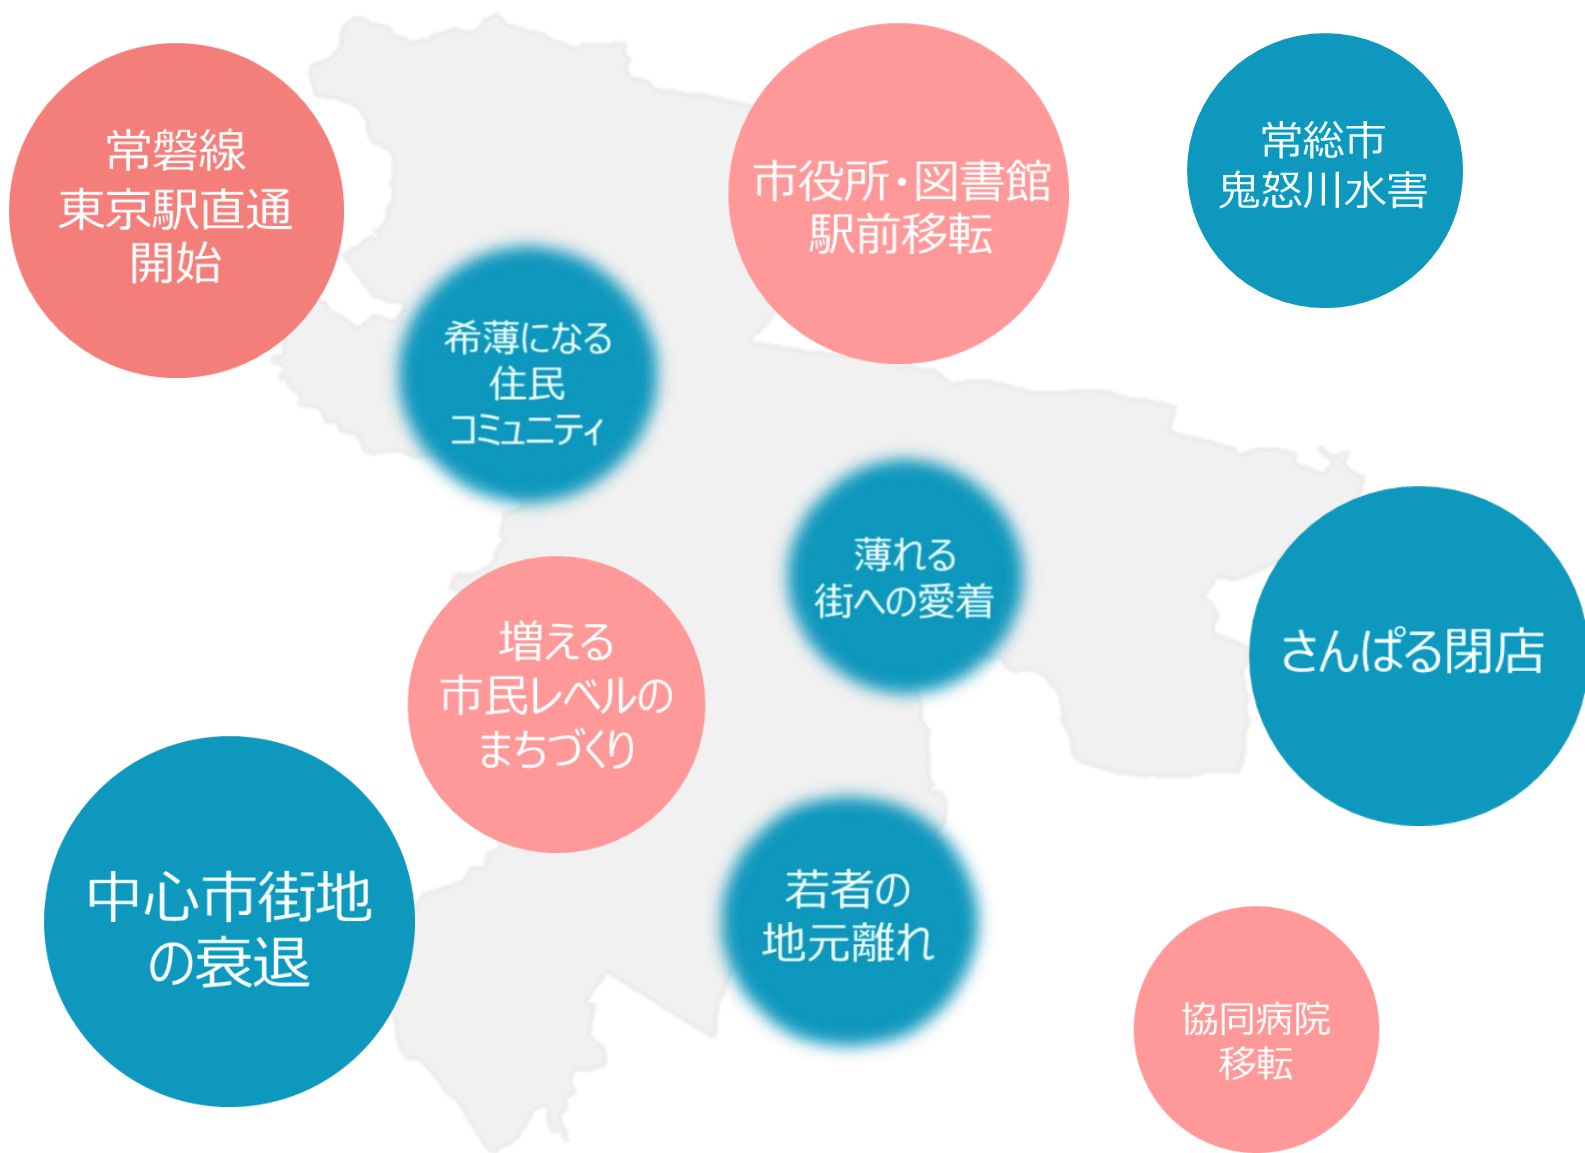 常磐線
東京駅直通
開始
市役所・図書館
駅前移転
常総市
鬼怒川水害
希薄になる
住民
コミュニティ
薄れる
街への愛着
さんぱる閉店
増える
市民レベルの
まちづくり
中心市街地
の衰退
若者の
地元離れ
協同病院
移転